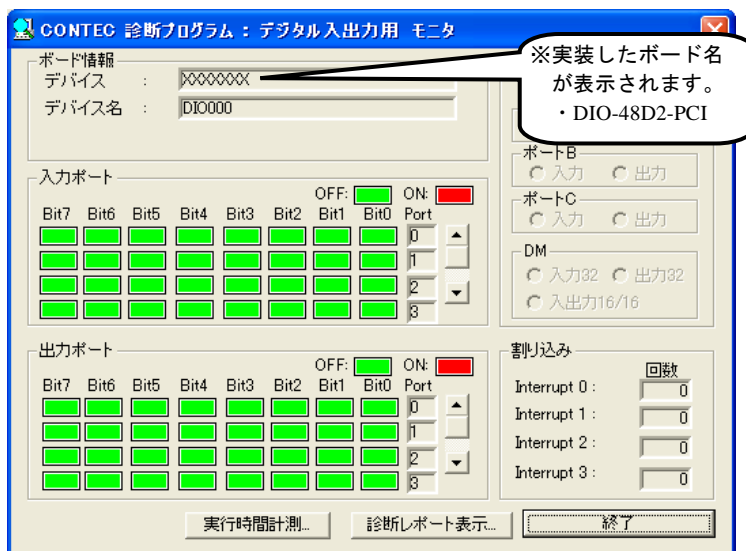 CONTEC 診断プログラム : デジタル入出力用 モニタ
※実装したボード名
が表示されます。
・DIO-48D2-PCI
ボード情報
デバイス : XXXXXXX
デバイス名 : DIO000
ポートB
入力 出力
ポートC
入力 出力
DM
入力32 出力32
入出力16/16
入力ポート
OFF: ON:
Bit7 Bit6 Bit5 Bit4 Bit3 Bit2 Bit1 Bit0 Port
0
1
2
3
出力ポート
OFF: ON:
Bit7 Bit6 Bit5 Bit4 Bit3 Bit2 Bit1 Bit0 Port
0
1
2
3
割り込み
回数
Interrupt 0 : 0
Interrupt 1 : 0
Interrupt 2 : 0
Interrupt 3 : 0
実行時間計測... 診断レポート表示... 終了